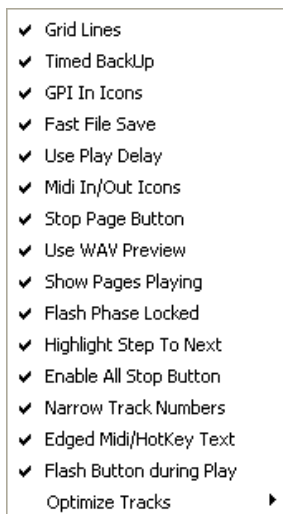 Grid Lines
Timed BackUp
GPI In Icons
Fast File Save
Use Play Delay
Midi In/Out Icons
Stop Page Button
Use WAV Preview
Show Pages Playing
Flash Phase Locked
Highlight Step To Next
Enable All Stop Button
Narrow Track Numbers
Edged Midi/HotKey Text
Flash Button during Play
Optimize Tracks